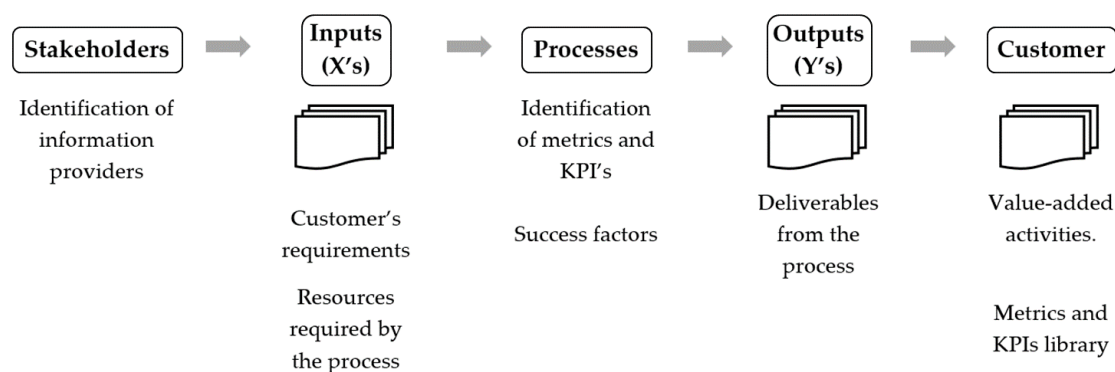 Stakeholders
Identification of
information
providers
Inputs
(X's)
Customer's
requirements
Resources
required by
the process
Processes
Identification
of metrics and
KPI's
Success factors
Outputs
(Y's)
Deliverables
from the
process
Customer
Value-added
activities.
Metrics and
KPIs library